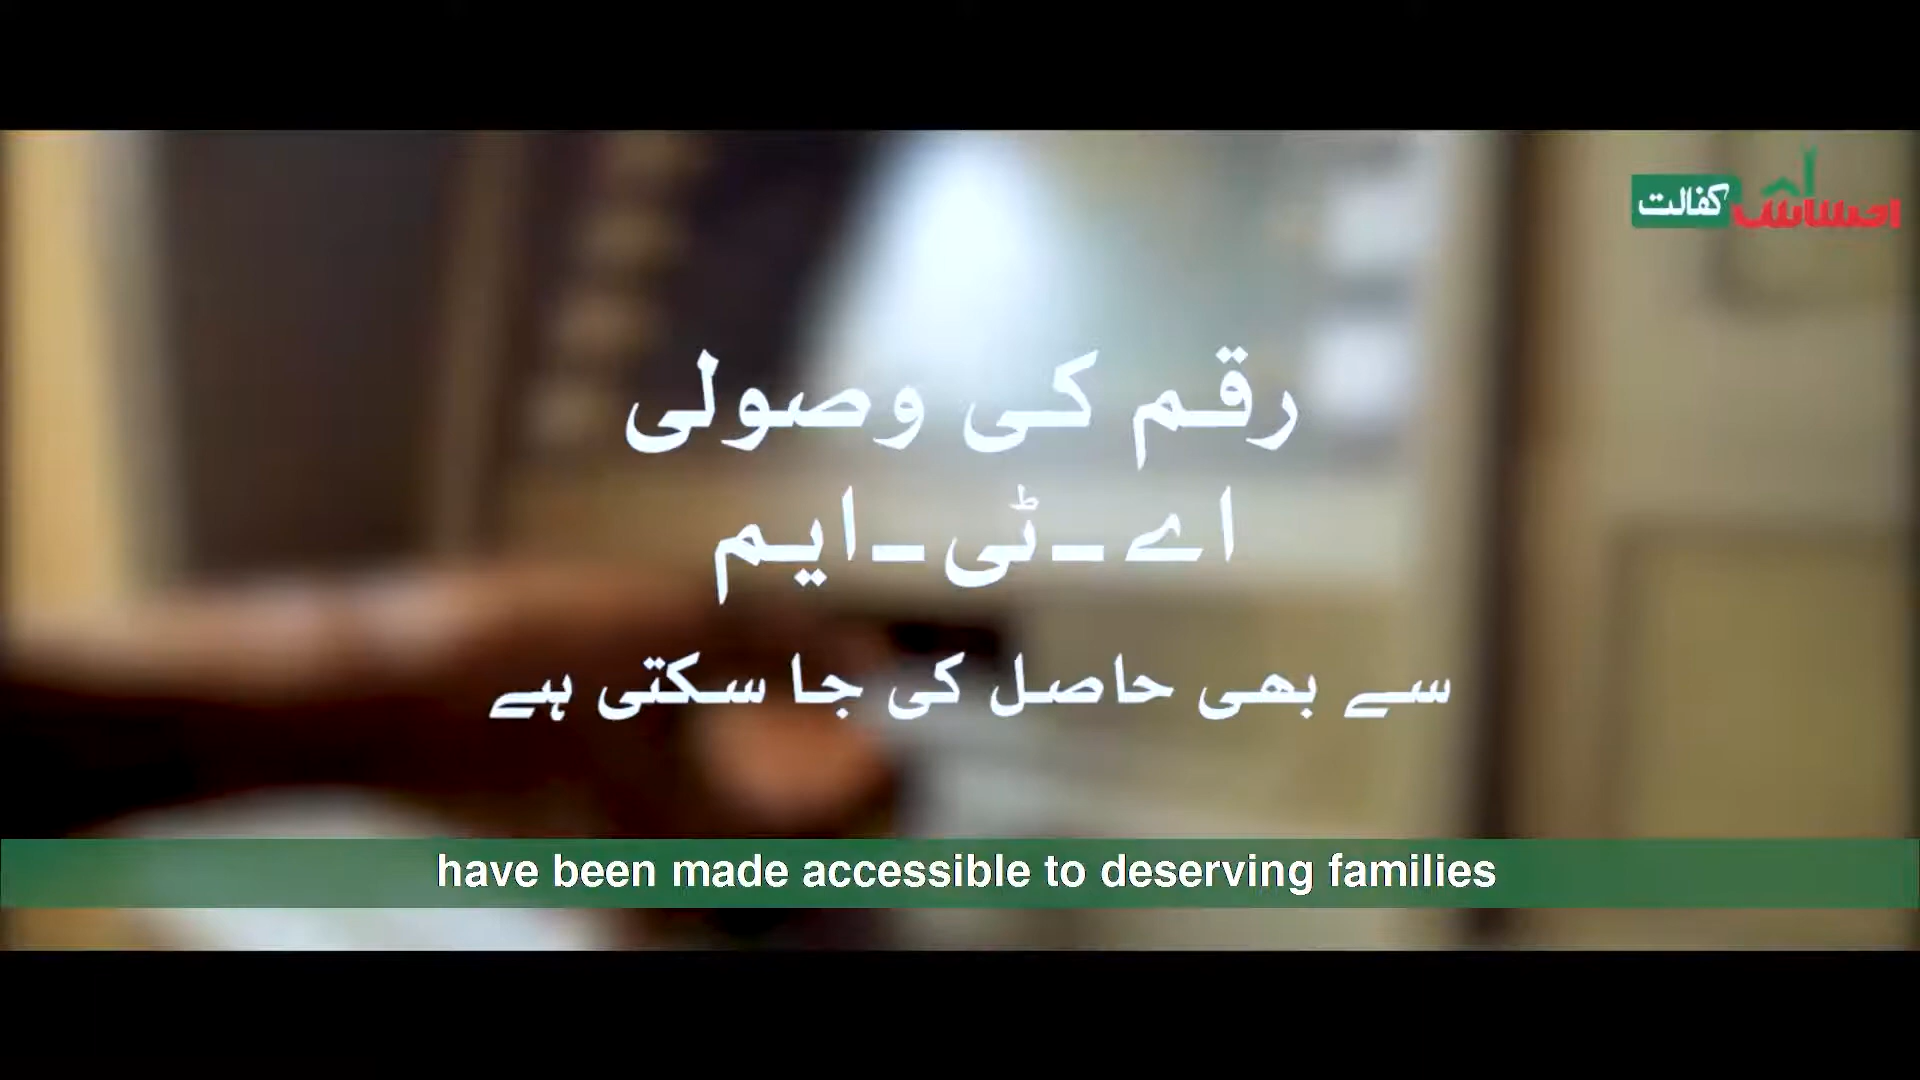 احساس کفالت
رقم کی وصولی
اے-ٹی-ایم
سے بھی حاصل کی جا سکتی ہے
have been made accessible to deserving families